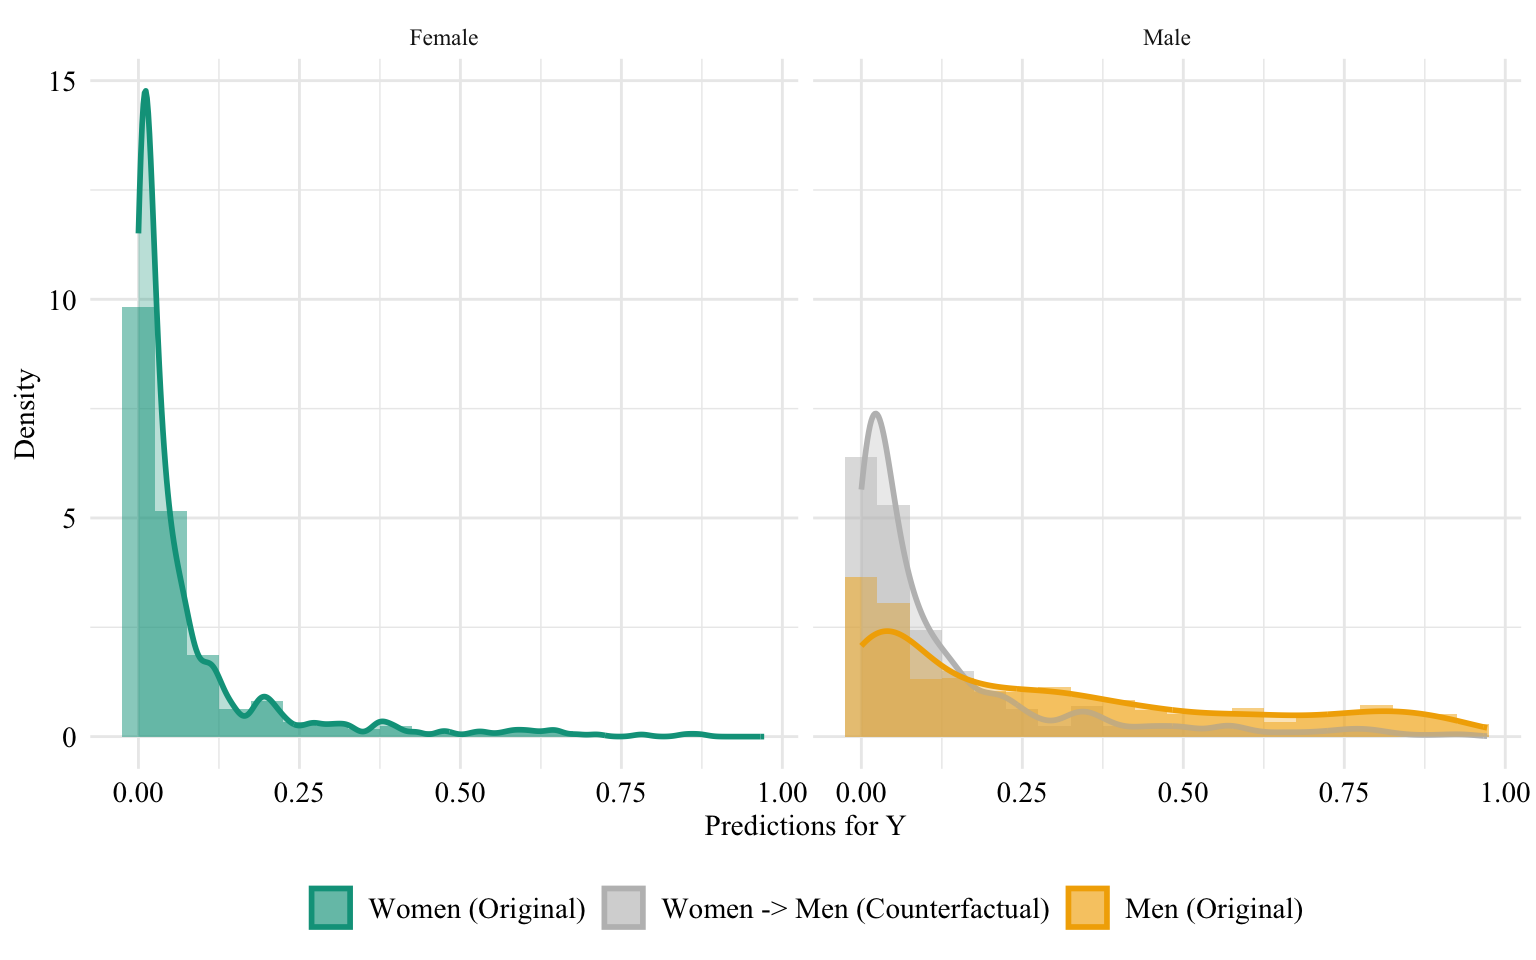 Female
Male
15
10
5
0
Density
0.00 0.25 0.50 0.75 1.00 0.00 0.25 0.50 0.75 1.00
Predictions for Y
Women (Original) Women -> Men (Counterfactual) Men (Original)